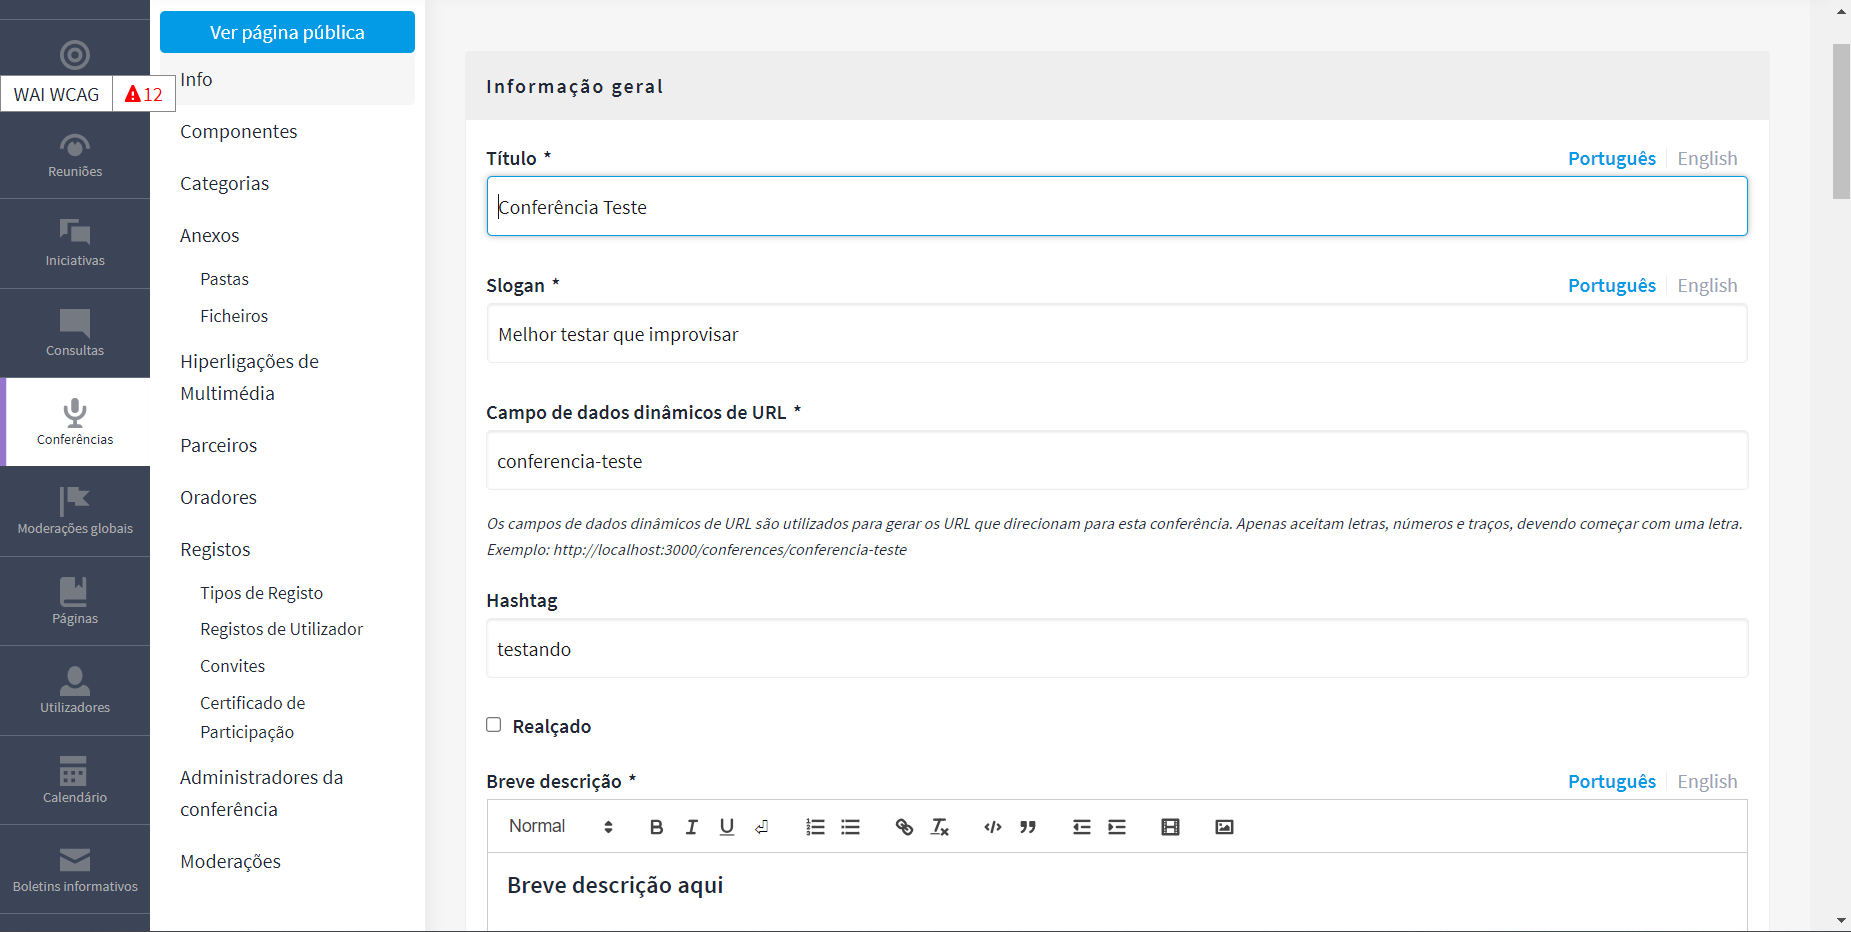 WAI WCAG
12
Reuniões
Iniciativas
Consultas
Conferências
Moderações globais
Páginas
Utilizadores
Calendário
Boletins informativos
Ver página pública
Info
Componentes
Categorias
Anexos
Pastas
Ficheiros
Hiperligações de
Multimédia
Parceiros
Oradores
Registos
Tipos de Registo
Registos de Utilizador
Convites
Certificado de
Participação
Administradores da
conferência
Moderações
Informação geral
Título * Português English
Conferência Teste
Slogan * Português English
Melhor testar que improvisar
Campo de dados dinâmicos de URL *
conferencia-teste
Os campos de dados dinâmicos de URL são utilizados para gerar os URL que direcionam para esta conferência. Apenas aceitam letras, números e traços, devendo começar com uma letra.
Exemplo: http://localhost:3000/conferences/conferencia-teste
Hashtag
testando
Realçado
Breve descrição * Português English
Normal
Breve descrição aqui